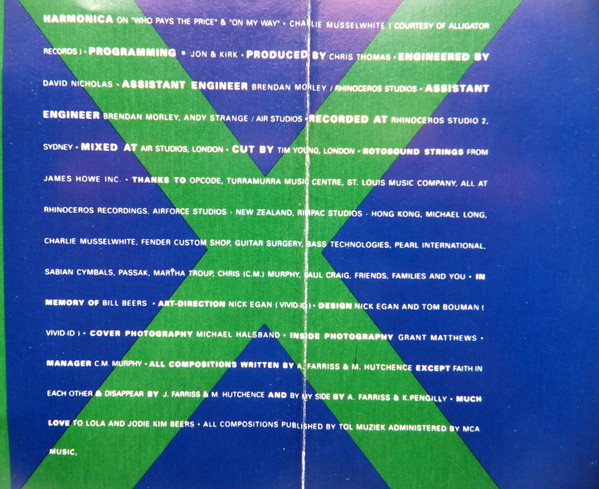 HARMONICA ON "WHO PAYS THE PRICE" & "ON MY WAY" • CHARLIE MUSSELWHITE ( COURTESY OF ALLIGATOR
RECORDS ) • PROGRAMMING • JON & KIRK • PRODUCED BY CHRIS THOMAS • ENGINEERED BY
DAVID NICHOLAS • ASSISTANT ENGINEER BRENDAN MORLEY / RHINOCEROS STUDIOS • ASSISTANT
ENGINEER BRENDAN MORLEY, ANDY STRANGE / AIR STUDIOS • RECORDED AT RHINOCEROS STUDIO 2,
SYDNEY • MIXED AT AIR STUDIOS, LONDON • CUT BY TIM YOUNG, LONDON • ROTOSOUND STRINGS FROM
JAMES HOWE INC. • THANKS TO OPCODE, TURRAMURRA MUSIC CENTRE, ST. LOUIS MUSIC COMPANY, ALL AT
RHINOCEROS RECORDINGS, AIRFORCE STUDIOS - NEW ZEALAND, RIMPAC STUDIOS - HONG KONG, MICHAEL LONG,
CHARLIE MUSSELWHITE, FENDER CUSTOM SHOP, GUITAR SURGERY, BASS TECHNOLOGIES, PEARL INTERNATIONAL,
SABIAN CYMBALS, PASSAK, MARTHA TROUP, CHRIS (C.M.) MURPHY, PAUL CRAIG, FRIENDS, FAMILIES AND YOU • IN
MEMORY OF BILL BEERS • ART-DIRECTION NICK EGAN ( VIVID-ID ) • DESIGN NICK EGAN AND TOM BOUMAN (
VIVID-ID ) • COVER PHOTOGRAPHY MICHAEL HALSBAND • INSIDE PHOTOGRAPHY GRANT MATTHEWS •
MANAGER C.M. MURPHY • ALL COMPOSITIONS WRITTEN BY A. FARRISS & M. HUTCHENCE EXCEPT FAITH IN
EACH OTHER & DISAPPEAR BY J. FARRISS & M. HUTCHENCE AND BY MY SIDE BY A. FARRISS & K.PENGILLY • MUCH
LOVE TO LOLA AND JODIE KIM BEERS • ALL COMPOSITIONS PUBLISHED BY TOL MUZIEK ADMINISTERED BY MCA
MUSIC,